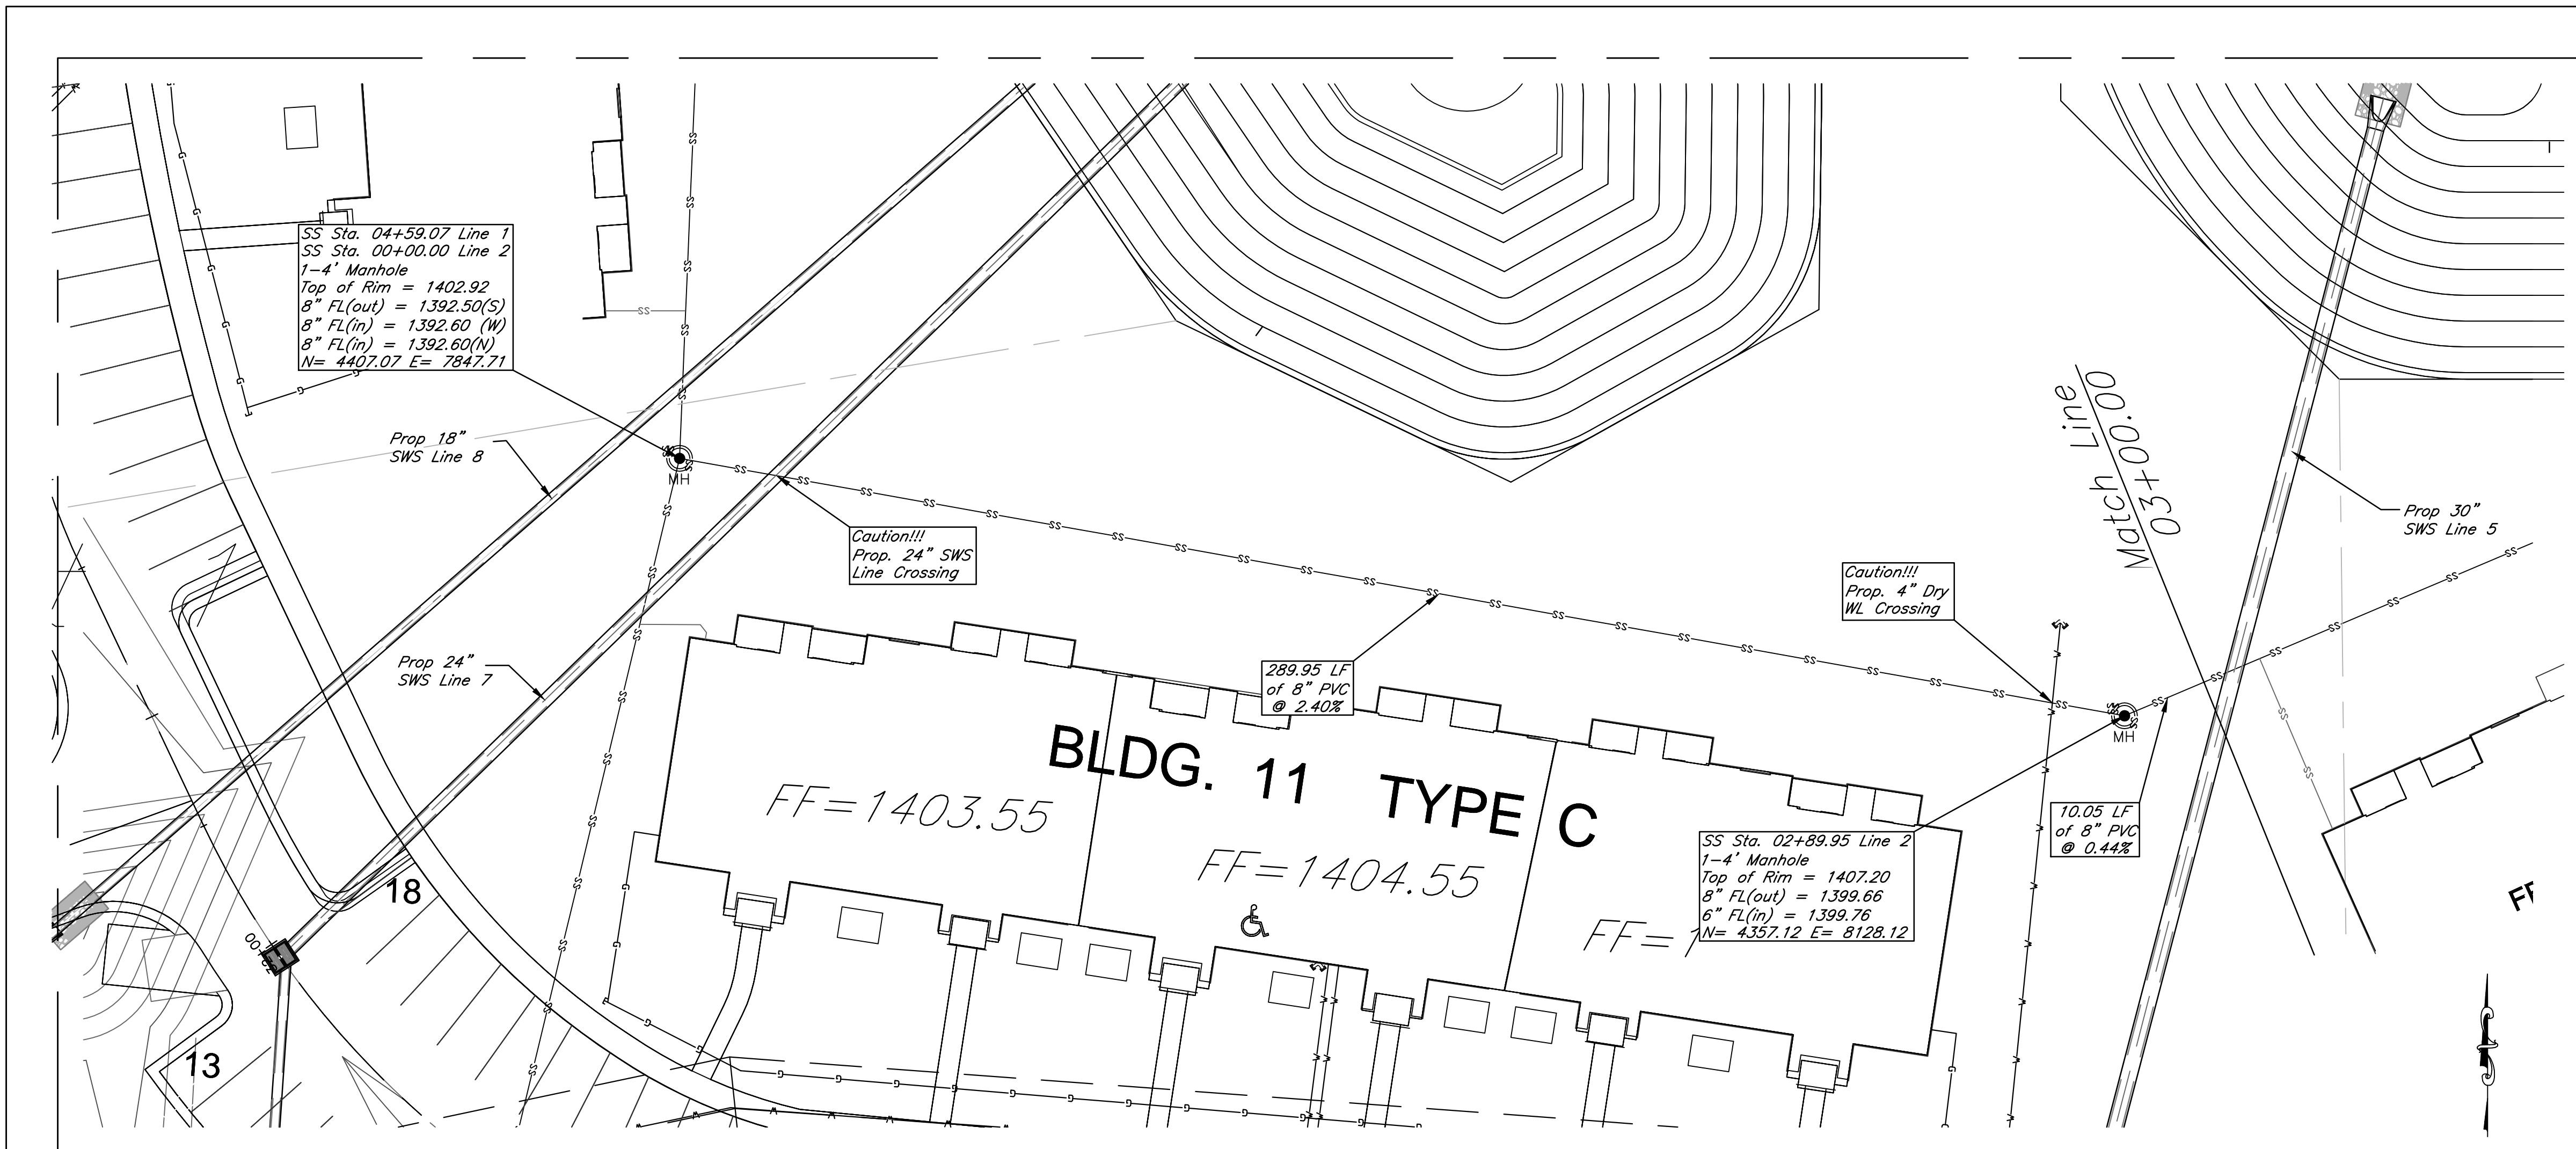 SS Sta. 04+59.07 Line 1
SS Sta. 00+00.00 Line 2
1-4' Manhole
Top of Rim = 1402.92
8" FL(out) = 1392.50(S)
8" FL(in) = 1392.60 (W)
8" FL(in) = 1392.60(N)
N= 4407.07 E= 7847.71
Prop 18"
SWS Line 8
MH
Caution!!!
Prop. 24" SWS
Line Crossing
Prop 24"
SWS Line 7
289.95 LF
of 8" PVC
@ 2.40%
Caution!!!
Prop. 4" Dry
WL Crossing
Match Line
03+00.00
Prop 30"
SWS Line 5
MH
BLDG. 11 TYPE C
FF=1403.55
FF=1404.55
FF=
SS Sta. 02+89.95 Line 2
1-4' Manhole
Top of Rim = 1407.20
8" FL(out) = 1399.66
6" FL(in) = 1399.76
N= 4357.12 E= 8128.12
10.05 LF
of 8" PVC
@ 0.44%
18
13